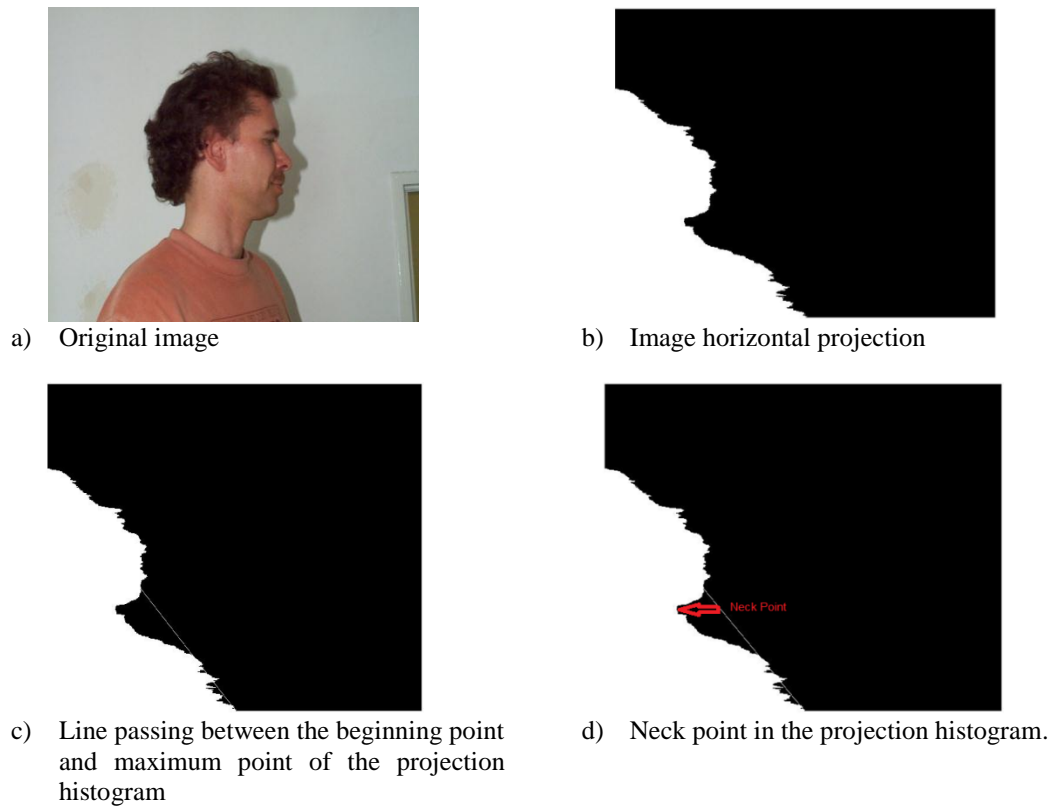 a) Original image
b) Image horizontal projection
Neck Point
c) Line passing between the beginning point
and maximum point of the projection
histogram
d) Neck point in the projection histogram.